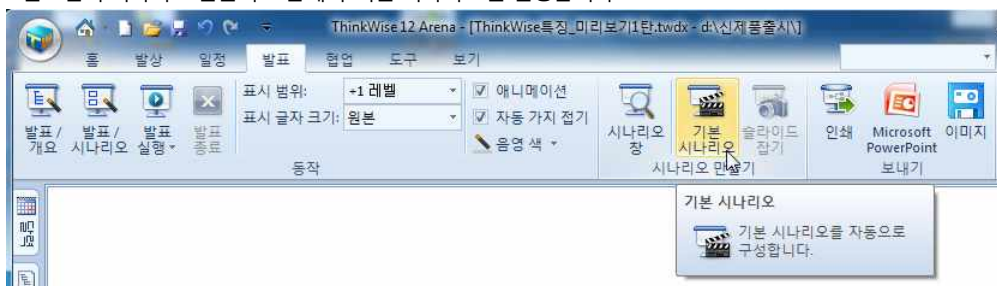 ThinkWise 12 Arena - [ThinkWise특징_미리보기1탄.twdx - d:\신제품출시\]
홈 발상 일정 발표 협업 도구 보기
발표/ 개요
발표/ 시나리오
발표 실행
발표 종료
표시 범위: +1 레벨
표시 글자 크기: 원본
애니메이션
자동 가지 접기
음영 색
동작
시나리오 창
기본 시나리오
슬라이드 잡기
시나리오 만들기
인쇄
Microsoft PowerPoint
이미지
보내기
기본 시나리오
기본 시나리오를 자동으로
구성합니다.